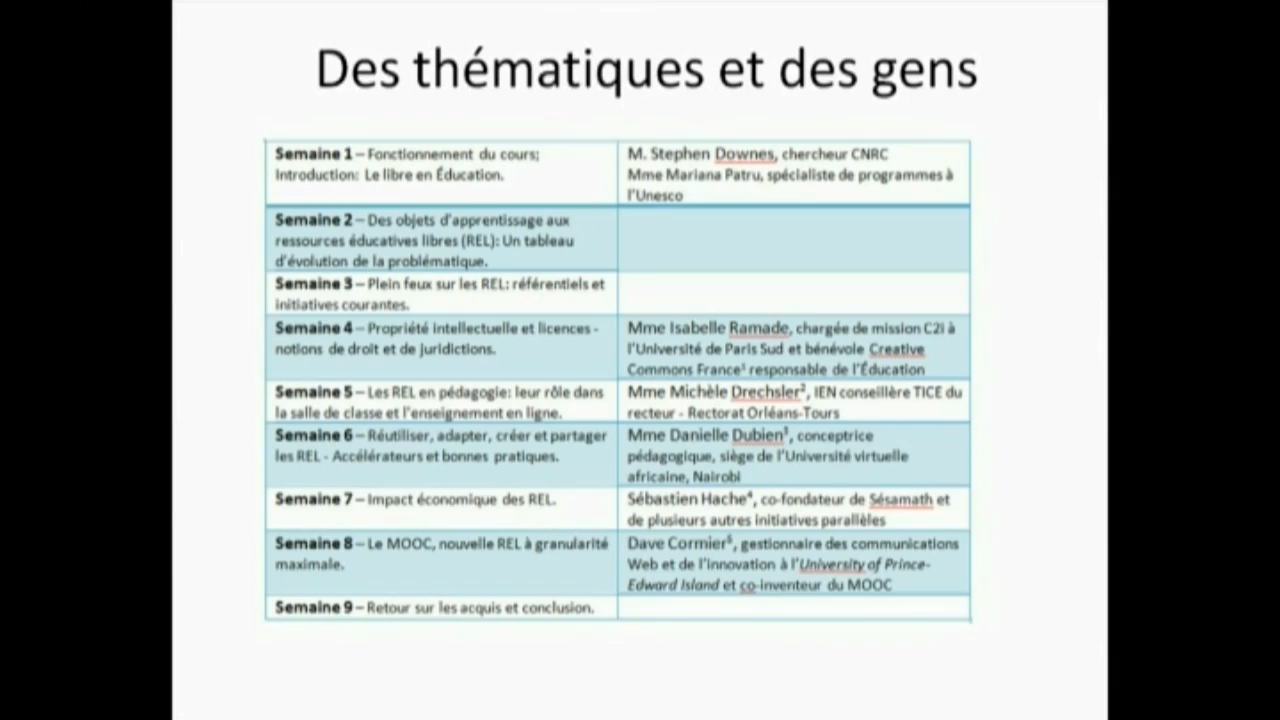 Des thématiques et des gens
Semaine 1 – Fonctionnement du cours;
Introduction: Le libre en Éducation.
M. Stephen Downes, chercheur CNRC
Mme Mariana Patru, spécialiste de programmes à
l'Unesco
Semaine 2 – Des objets d'apprentissage aux
ressources éducatives libres (REL): Un tableau
d'évolution de la problématique.
Semaine 3 – Plein feux sur les REL: référentiels et
initiatives courantes.
Semaine 4 – Propriété intellectuelle et licences -
notions de droit et de juridictions.
Mme Isabelle Ramade, chargée de mission C2i à
l'Université de Paris Sud et bénévole Creative
Commons France¹ responsable de l'Éducation
Semaine 5 – Les REL en pédagogie: leur rôle dans
la salle de classe et l'enseignement en ligne.
Mme Michèle Drechsler², IEN conseillère TICE du
recteur - Rectorat Orléans-Tours
Semaine 6 – Réutiliser, adapter, créer et partager
les REL - Accélérateurs et bonnes pratiques.
Mme Danielle Dubien³, conceptrice
pédagogique, siège de l'Université virtuelle
africaine, Nairobi
Semaine 7 – Impact économique des REL.
Sébastien Hache⁴, co-fondateur de Sésamath et
de plusieurs autres initiatives parallèles
Semaine 8 – Le MOOC, nouvelle REL à granularité
maximale.
Dave Cormier⁵, gestionnaire des communications
Web et de l'innovation à l'University of Prince-
Edward Island et co-inventeur du MOOC
Semaine 9 – Retour sur les acquis et conclusion.